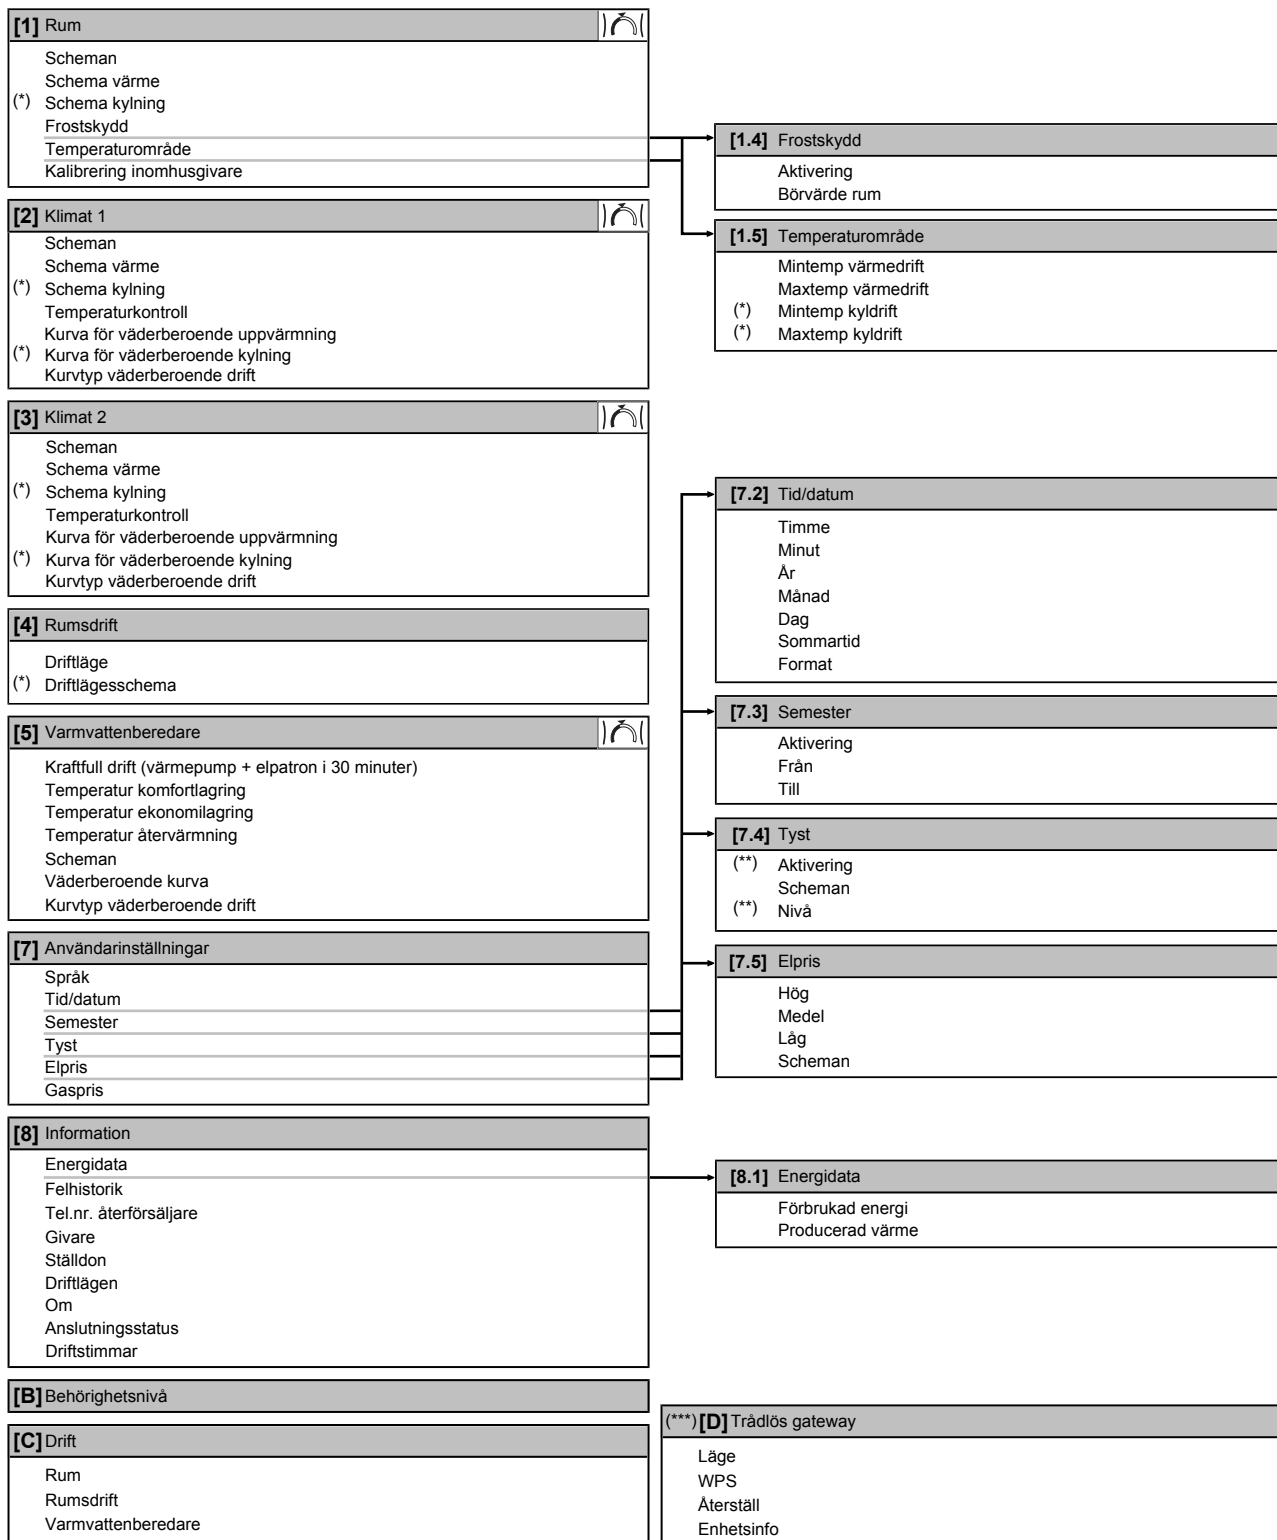 [1] Rum
Scheman
Schema värme
(*) Schema kylning
Frostskydd
Temperaturområde
Kalibrering inomhusgivare
[1.4] Frostskydd
Aktivering
Börvärde rum
[1.5] Temperaturområde
Mintemp värmedrift
Maxtemp värmedrift
(*) Mintemp kyldrift
(*) Maxtemp kyldrift
[2] Klimat 1
Scheman
Schema värme
(*) Schema kylning
Temperaturkontroll
Kurva för väderberoende uppvärmning
(*) Kurva för väderberoende kylning
Kurvtyp väderberoende drift
[3] Klimat 2
Scheman
Schema värme
(*) Schema kylning
Temperaturkontroll
Kurva för väderberoende uppvärmning
(*) Kurva för väderberoende kylning
Kurvtyp väderberoende drift
[4] Rumsdrift
Driftläge
(*) Driftlägesschema
[5] Varmvattenberedare
Kraftfull drift (värmepump + elpatron i 30 minuter)
Temperatur komfortlagring
Temperatur ekonomilagring
Temperatur återvärmning
Scheman
Väderberoende kurva
Kurvtyp väderberoende drift
[7] Användarinställningar
Språk
Tid/datum
Semester
Tyst
Elpris
Gaspris
[7.2] Tid/datum
Timme
Minut
År
Månad
Dag
Sommartid
Format
[7.3] Semester
Aktivering
Från
Till
[7.4] Tyst
(**) Aktivering
Scheman
(**) Nivå
[7.5] Elpris
Hög
Medel
Låg
Scheman
[8] Information
Energidata
Felhistorik
Tel.nr. återförsäljare
Givare
Ställdon
Driftlägen
Om
Anslutningsstatus
Driftstimmar
[8.1] Energidata
Förbrukad energi
Producerad värme
[B] Behörighetsnivå
[C] Drift
Rum
Rumsdrift
Varmvattenberedare
(***) [D] Trådlös gateway
Läge
WPS
Återställ
Enhetsinfo